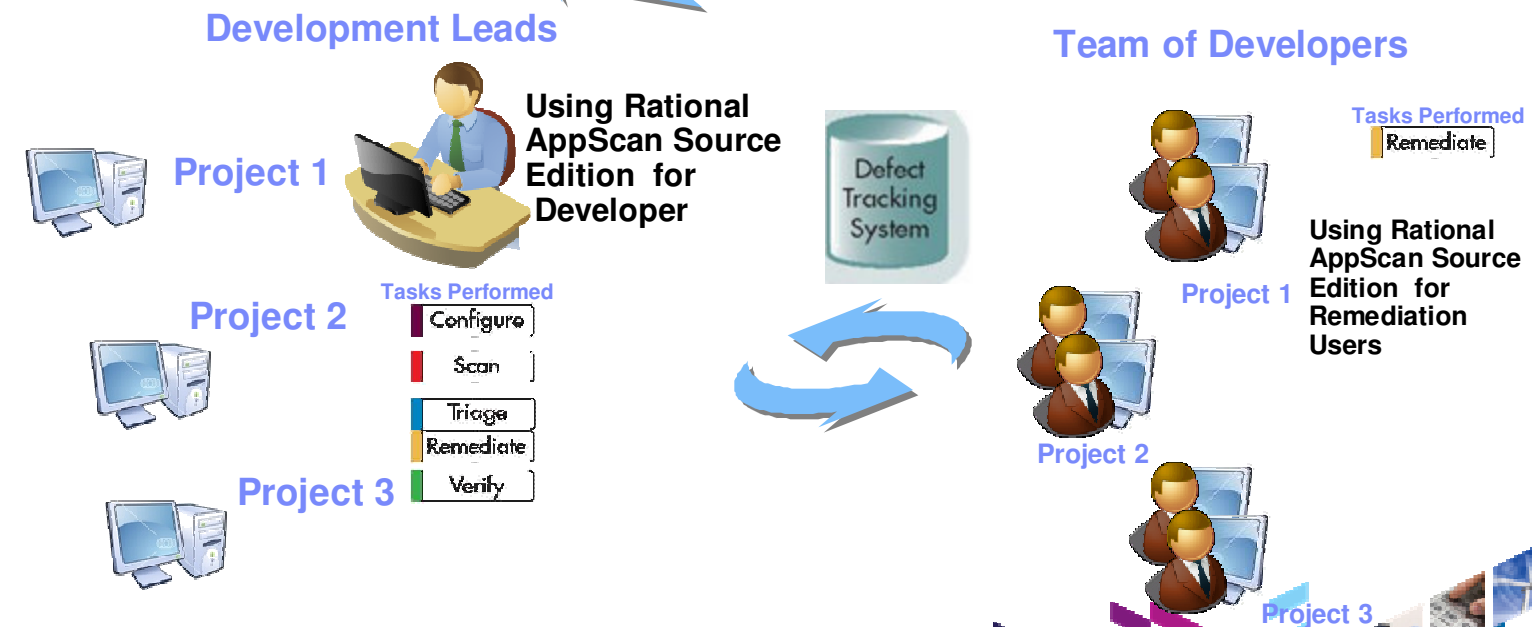 Development Leads
Project 1
Using Rational
AppScan Source
Edition for
Developer
Project 2
Tasks Performed
Configure
Scan
Triage
Remediate
Verify
Project 3
Defect
Tracking
System
Team of Developers
Tasks Performed
Remediate
Using Rational
AppScan Source
Edition for
Remediation
Users
Project 1
Project 2
Project 3